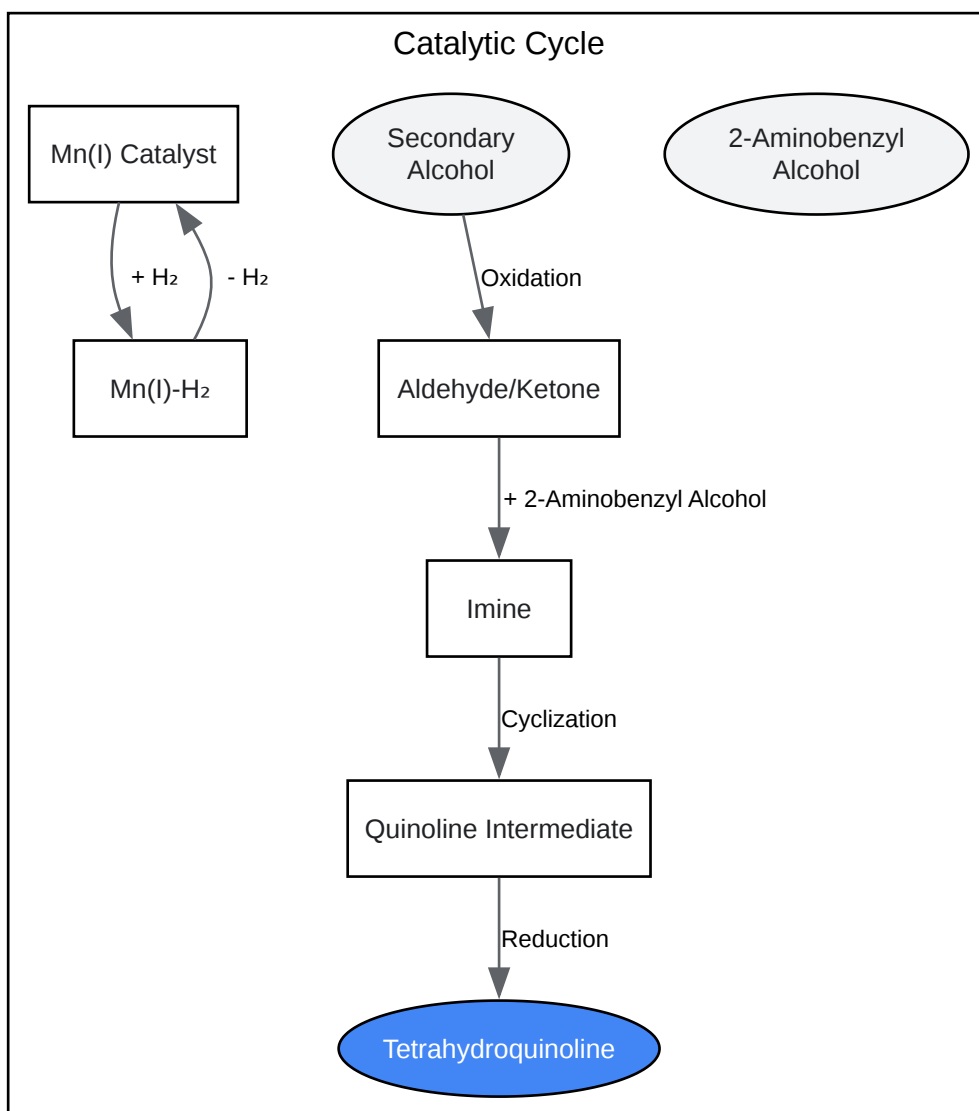 Catalytic Cycle
Mn(I) Catalyst
Secondary
Alcohol
2-Aminobenzyl
Alcohol
+ H₂
- H₂
Oxidation
Mn(I)-H₂
Aldehyde/Ketone
+ 2-Aminobenzyl Alcohol
Imine
Cyclization
Quinoline Intermediate
Reduction
Tetrahydroquinoline